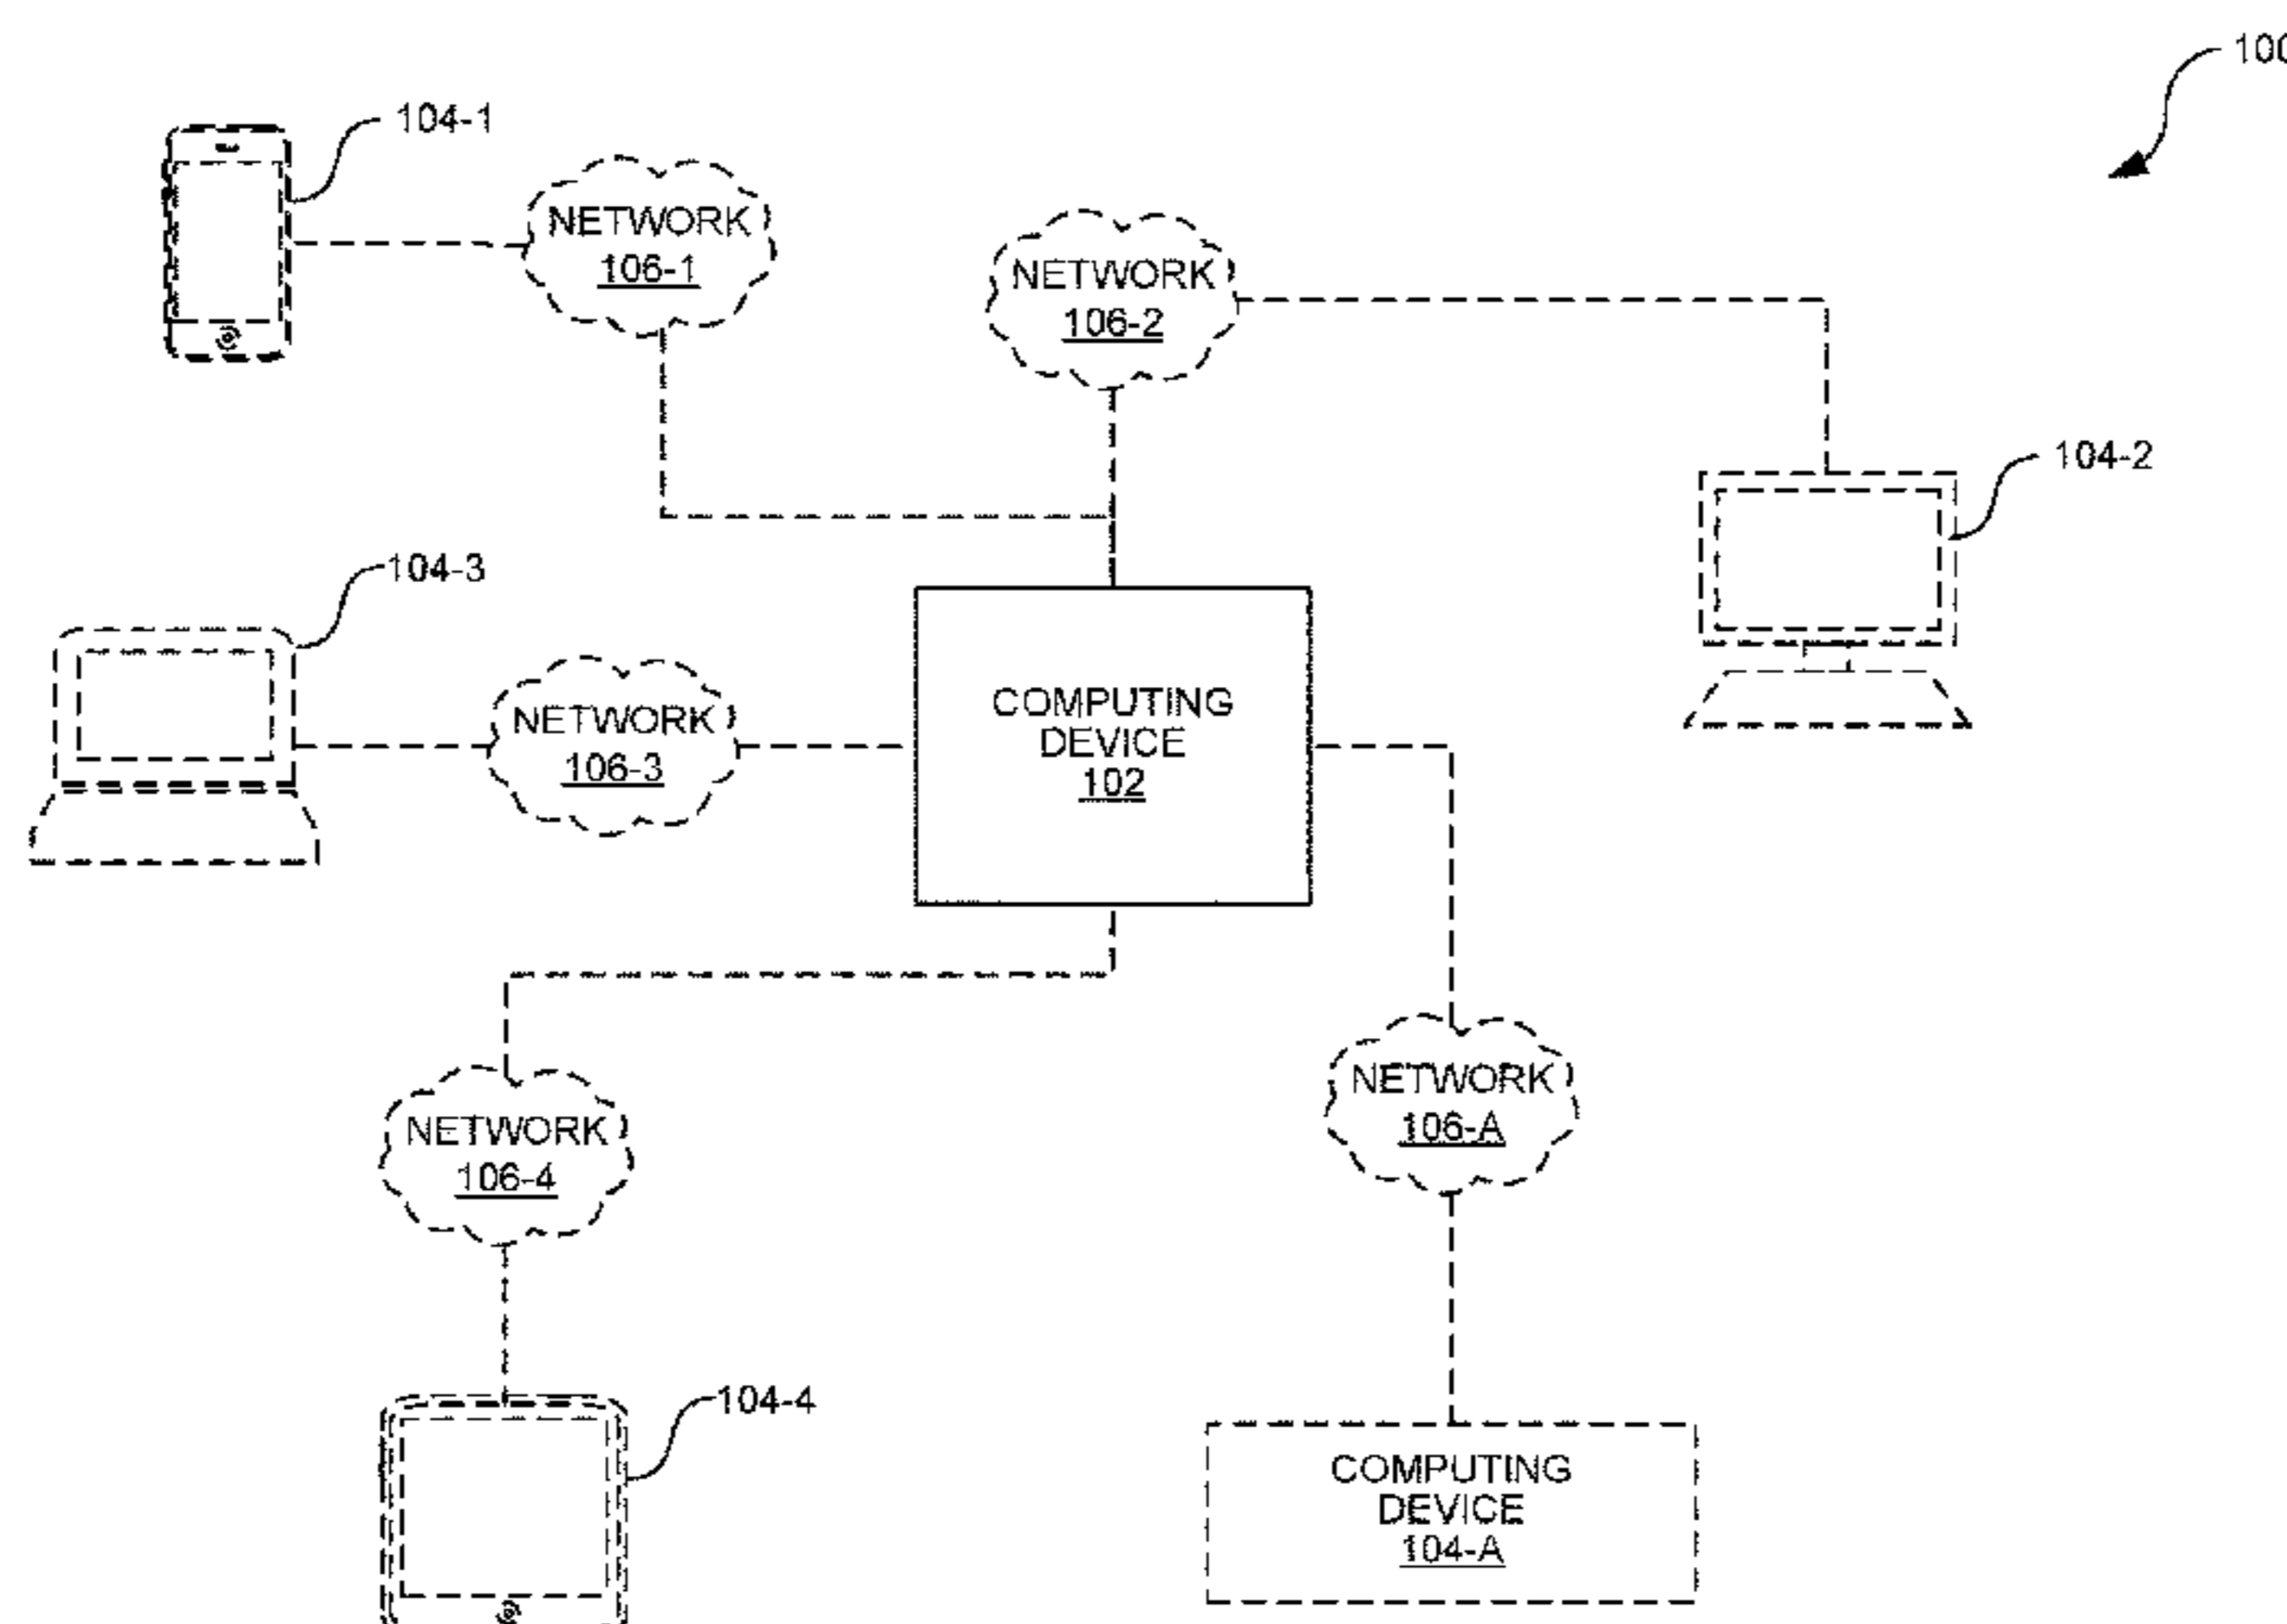 100
104-1
NETWORK
106-1
NETWORK
106-2
104-2
104-3
NETWORK
106-3
COMPUTING
DEVICE
102
NETWORK
106-4
NETWORK
106-A
104-4
COMPUTING
DEVICE
104-A